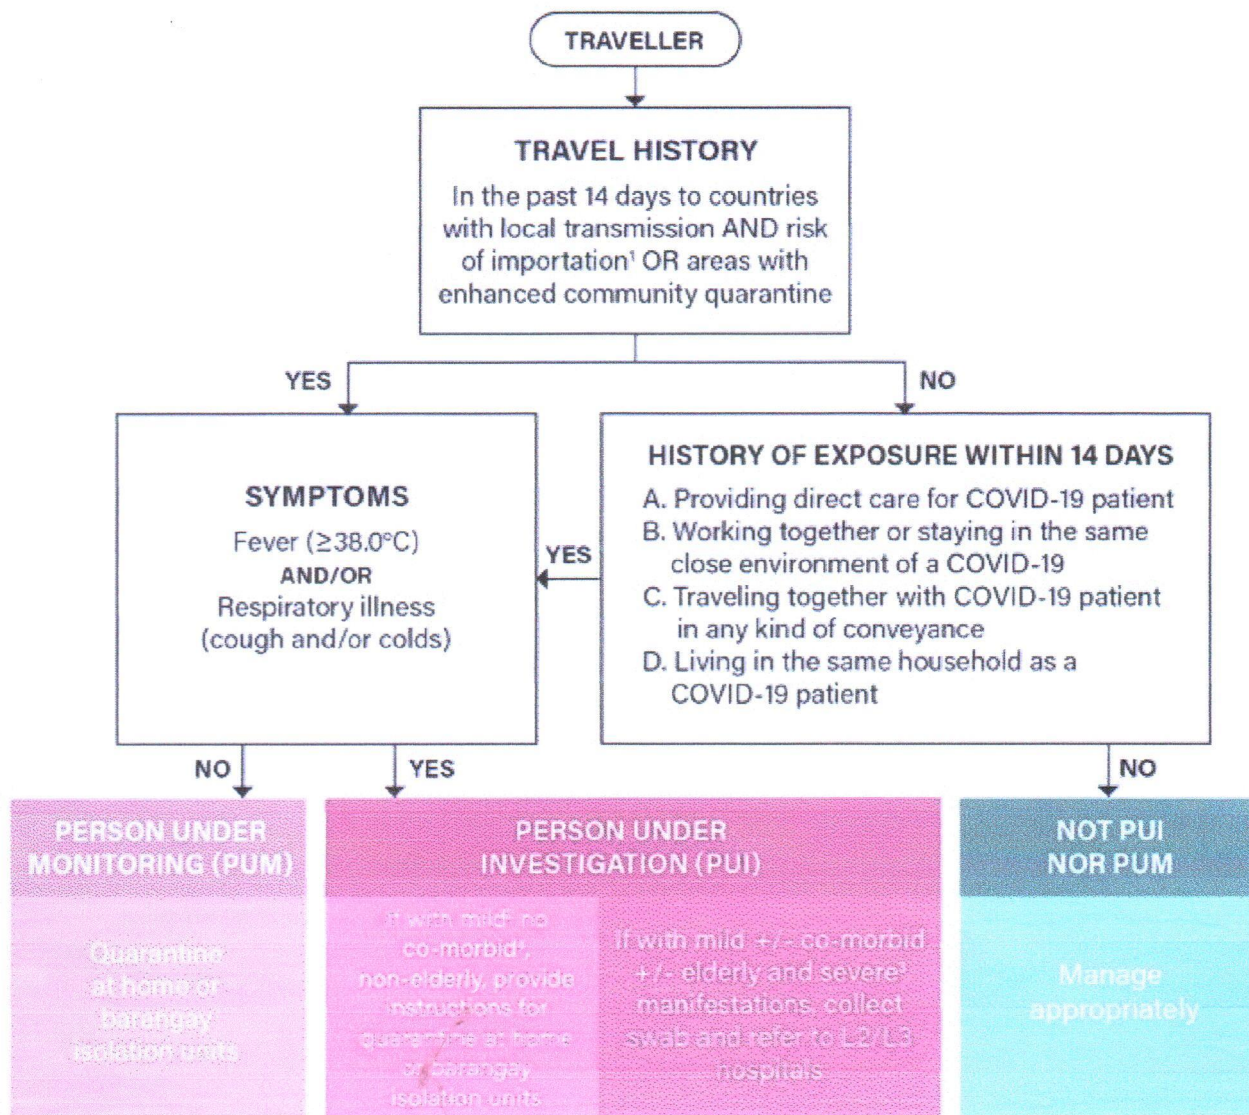 TRAVELLER
TRAVEL HISTORY
In the past 14 days to countries
with local transmission AND risk
of importation¹ OR areas with
enhanced community quarantine
YES
NO
SYMPTOMS
Fever (≥38.0°C)
AND/OR
Respiratory illness
(cough and/or colds)
YES
HISTORY OF EXPOSURE WITHIN 14 DAYS
A. Providing direct care for COVID-19 patient
B. Working together or staying in the same
close environment of a COVID-19
C. Traveling together with COVID-19 patient
in any kind of conveyance
D. Living in the same household as a
COVID-19 patient
NO
YES
NO
PERSON UNDER
MONITORING (PUM)
Quarantine
at home or
barangay
isolation units
PERSON UNDER
INVESTIGATION (PUI)
If with mild² no
co-morbid⁴,
non-elderly, provide
instructions for
quarantine at home
or barangay
isolation units
If with mild +/- co-morbid
+/- elderly and severe³
manifestations, collect
swab and refer to L2/L3
hospitals
NOT PUI
NOR PUM
Manage
appropriately